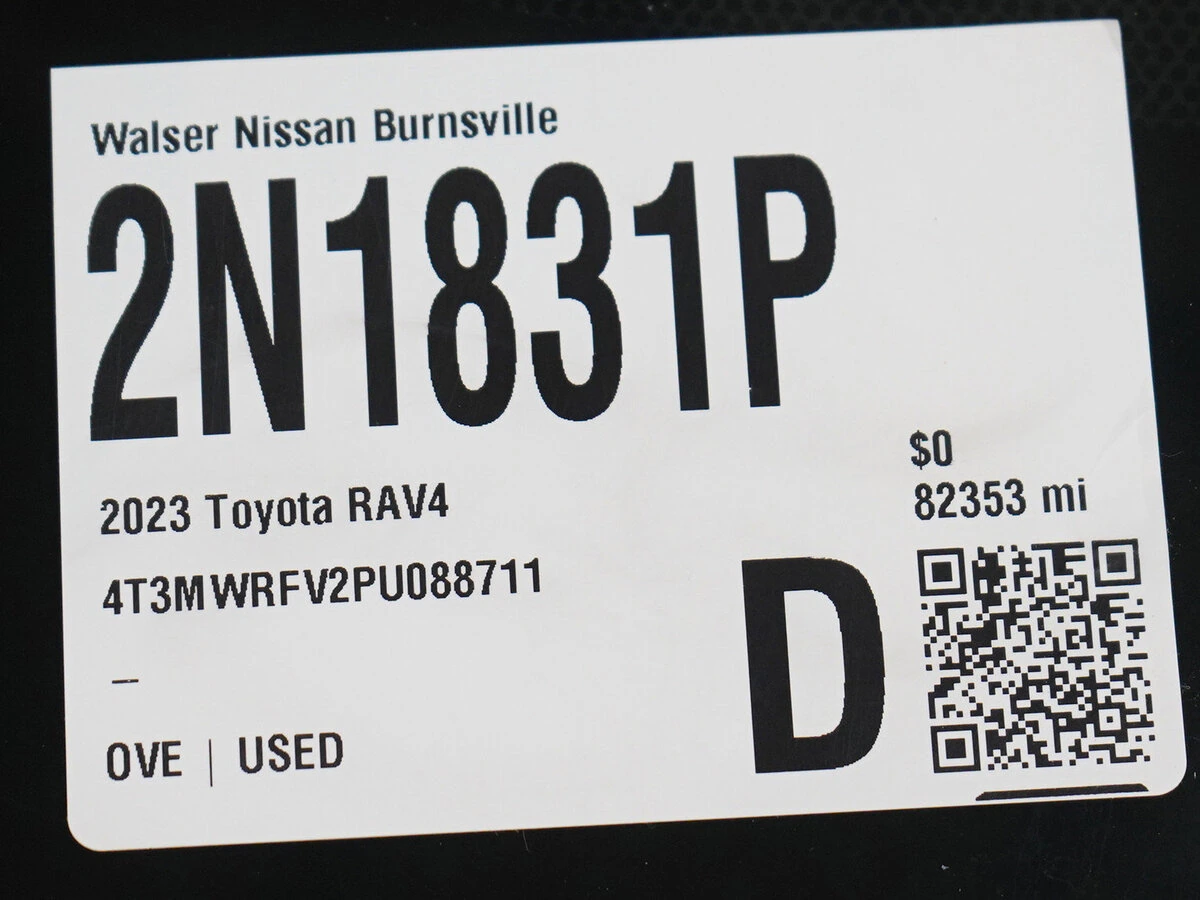 Walser Nissan Burnsville
2N1831P
$0
2023 Toyota RAV4
82353 mi
4T3MWRFV2PU088711
D
–
OVE | USED